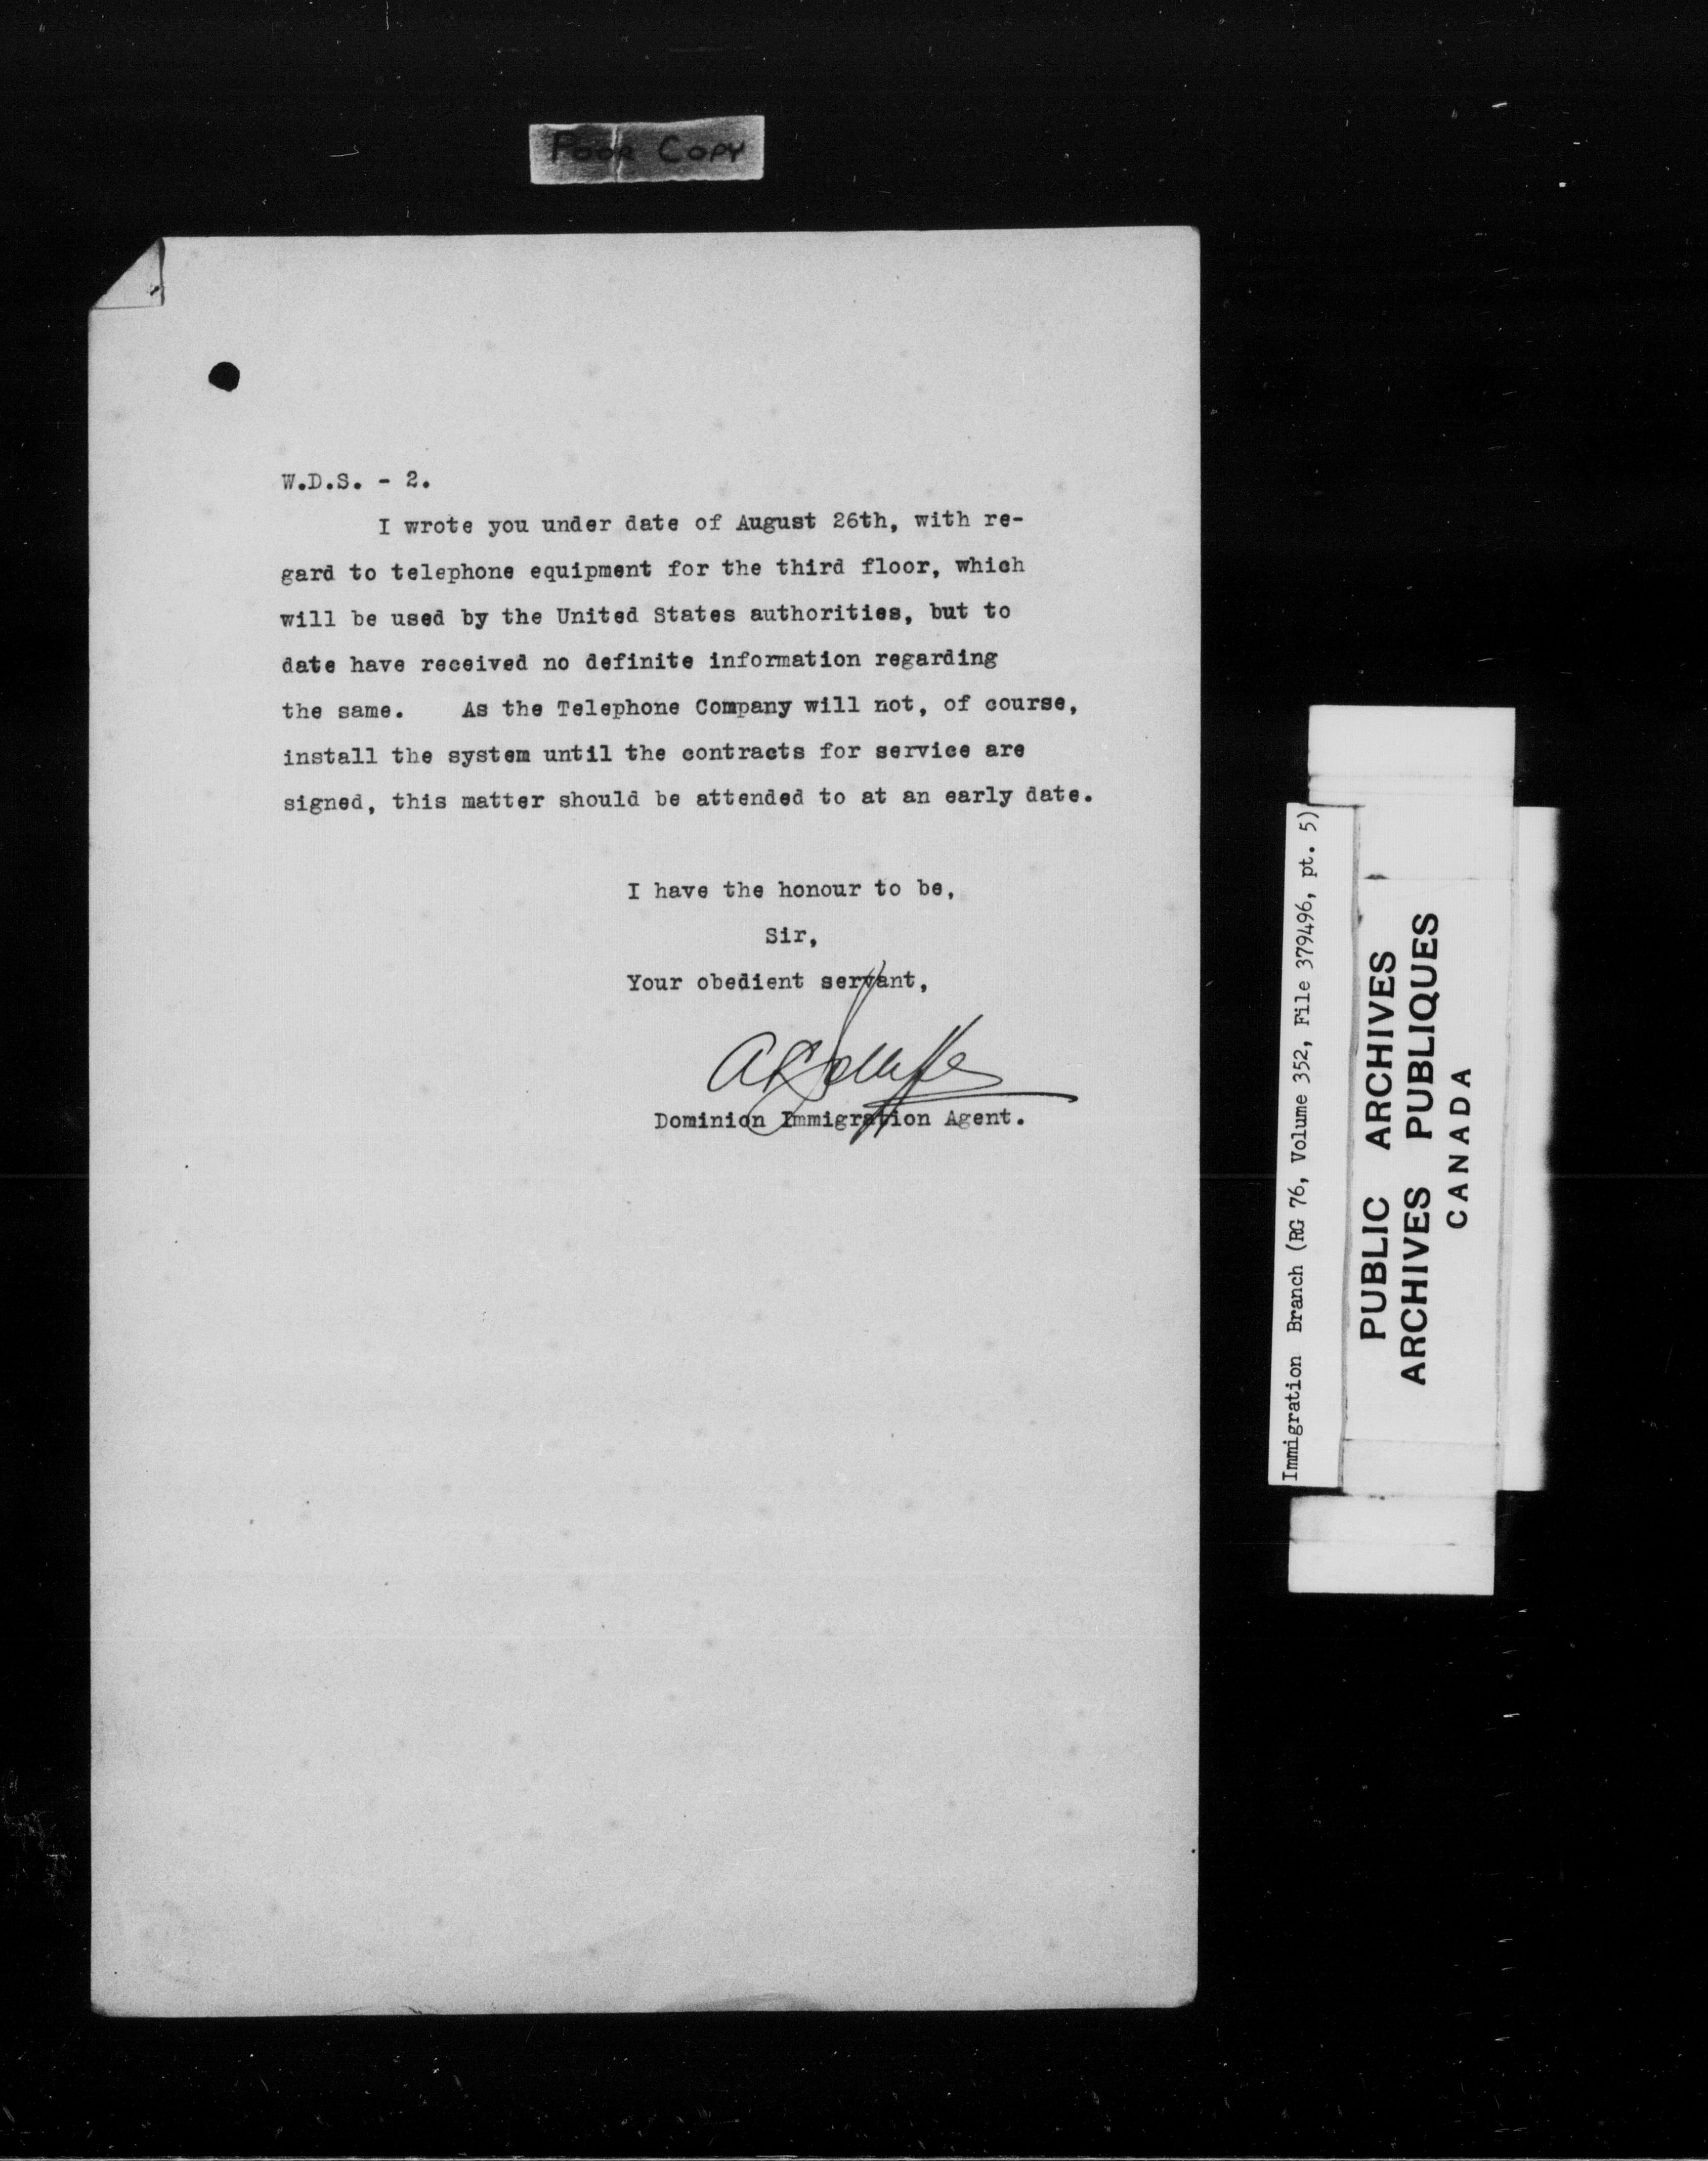 Poor Copy
W.D.S. - 2.
I wrote you under date of August 26th, with re-
gard to telephone equipment for the third floor, which
will be used by the United States authorities, but to
date have received no definite information regarding
the same. As the Telephone Company will not, of course,
install the system until the contracts for service are
signed, this matter should be attended to at an early date.
I have the honour to be,
Sir,
Your obedient servant,
Dominion Immigration Agent.
Immigration Branch (RG 76, Volume 352, File 379496, pt. 5)
PUBLIC ARCHIVES
ARCHIVES PUBLIQUES
CANADA